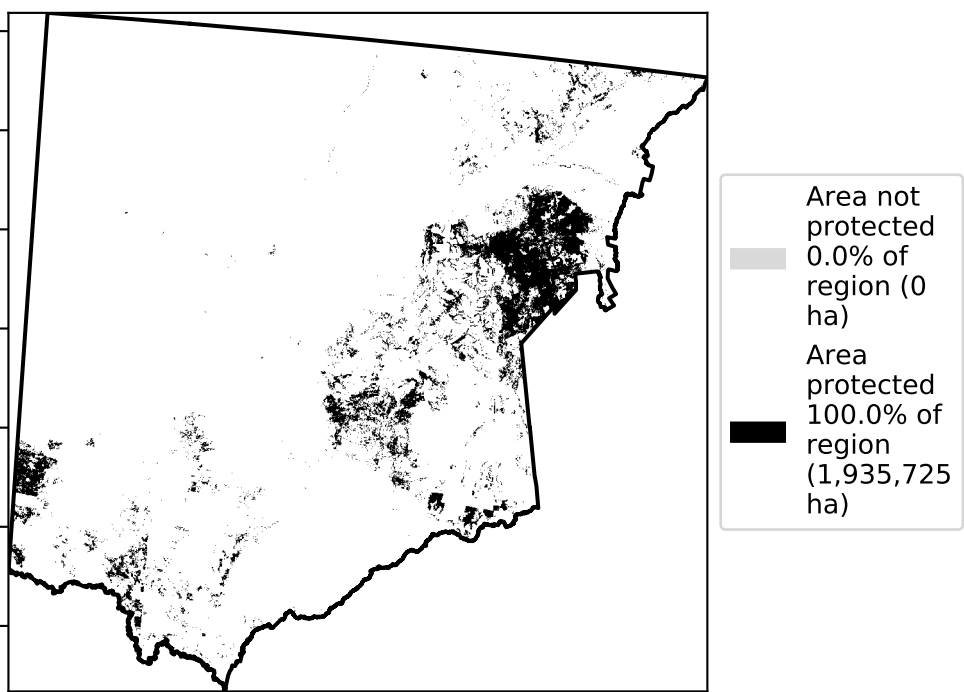 Area not
protected
0.0% of
region (0
ha)
Area
protected
100.0% of
region
(1,935,725
ha)